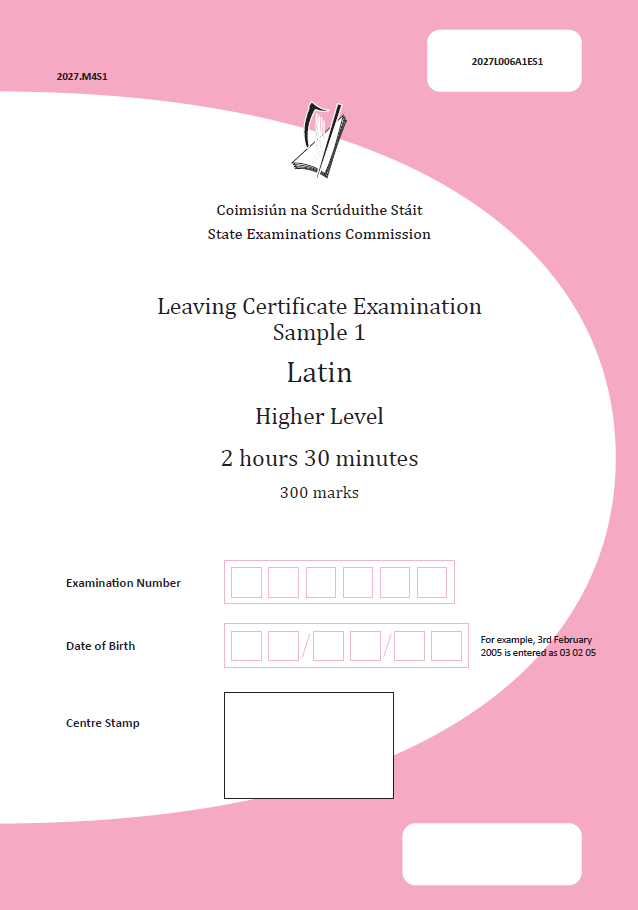 2027.M4S1
2027L006A1ES1
Coimisiún na Scrúduithe Stáit
State Examinations Commission
Leaving Certificate Examination
Sample 1
Latin
Higher Level
2 hours 30 minutes
300 marks
Examination Number
Date of Birth
For example, 3rd February
2005 is entered as 03 02 05
Centre Stamp